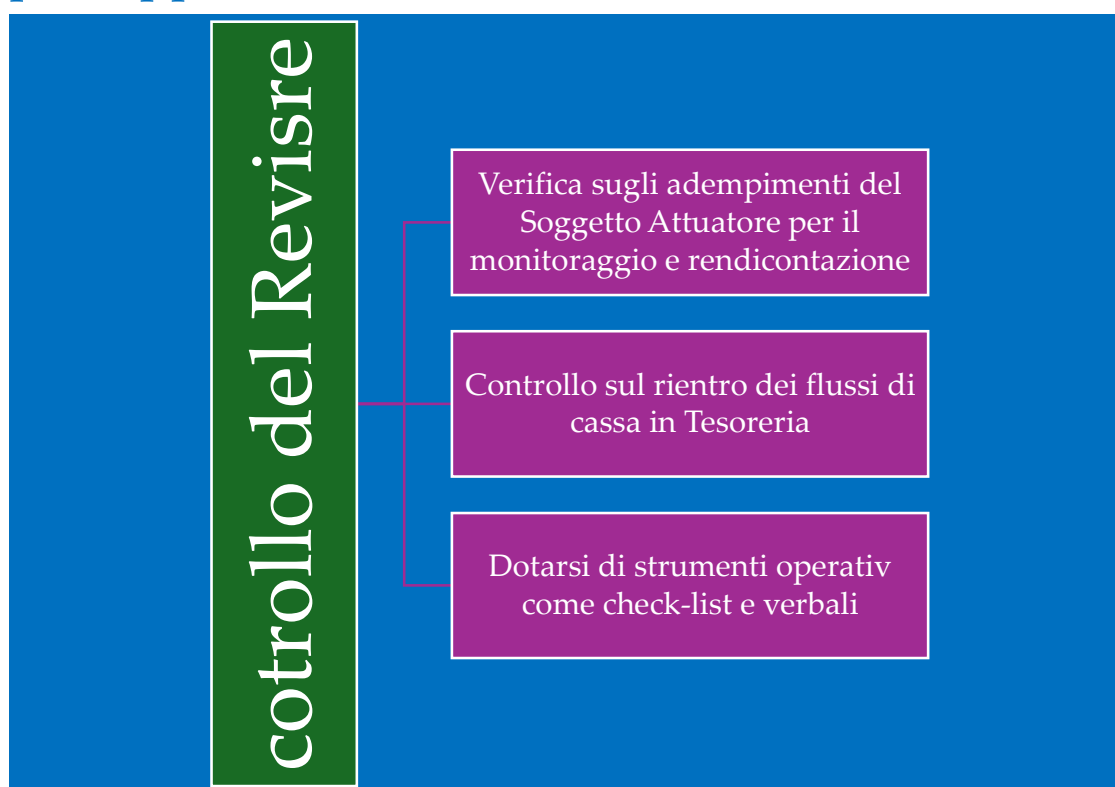 cotrollo del Revisre
Verifica sugli adempimenti del
Soggetto Attuatore per il
monitoraggio e rendicontazione
Controllo sul rientro dei flussi di
cassa in Tesoreria
Dotarsi di strumenti operativ
come check-list e verbali